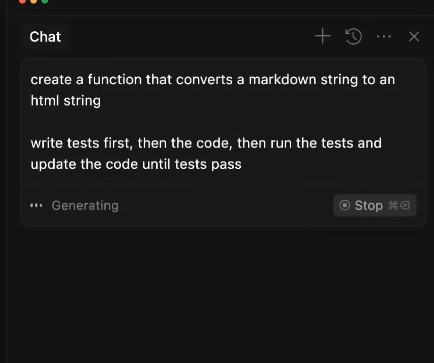 Chat
create a function that converts a markdown string to an
html string
write tests first, then the code, then run the tests and
update the code until tests pass
Generating
Stop ⌘⌫